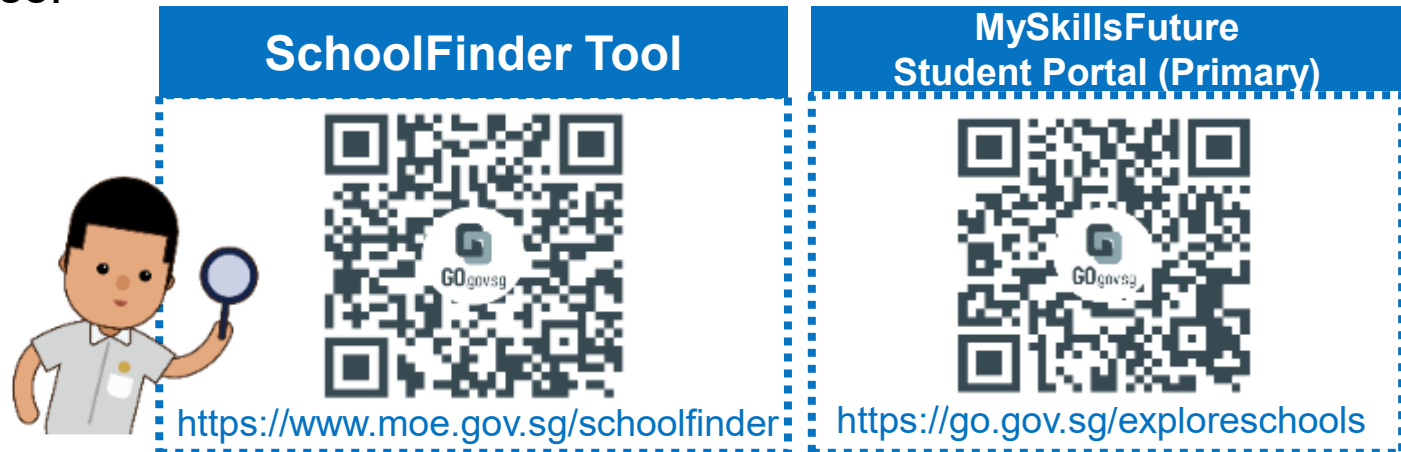 SchoolFinder Tool
GOgovsg
https://www.moe.gov.sg/schoolfinder
MySkillsFuture
Student Portal (Primary)
GOgovsg
https://go.gov.sg/exploreschools